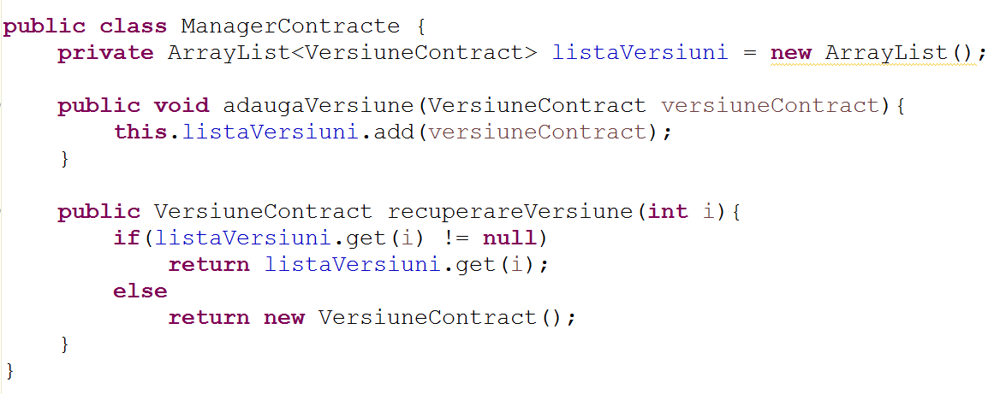 public class ManagerContracte {
    private ArrayList<VersiuneContract> listaVersiuni = new ArrayList();
    public void adaugaVersiune(VersiuneContract versiuneContract){
        this.listaVersiuni.add(versiuneContract);
    }
    public VersiuneContract recuperareVersiune(int i){
        if(listaVersiuni.get(i) != null)
            return listaVersiuni.get(i);
        else
            return new VersiuneContract();
    }
}